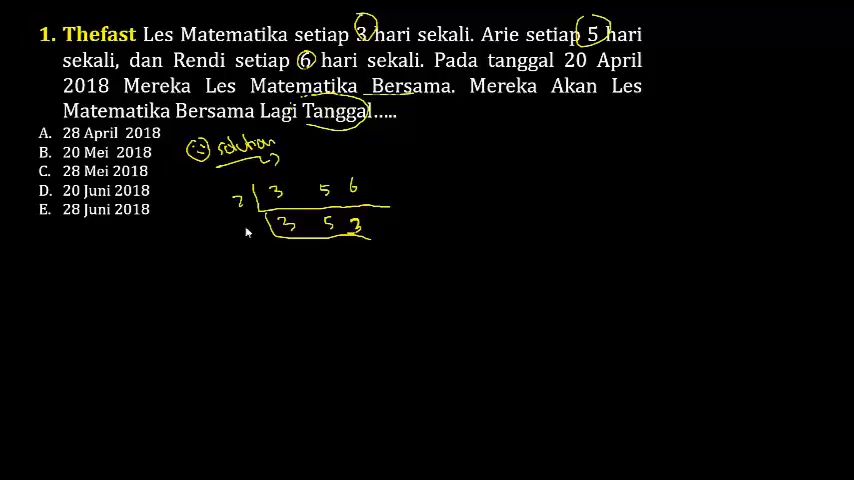 1. Thefast Les Matematika setiap 3 hari sekali. Arie setiap 5 hari
sekali, dan Rendi setiap 6 hari sekali. Pada tanggal 20 April
2018 Mereka Les Matematika Bersama. Mereka Akan Les
Matematika Bersama Lagi Tanggal.....
A. 28 April 2018
B. 20 Mei 2018
C. 28 Mei 2018
D. 20 Juni 2018
E. 28 Juni 2018
solution
2 3 5 6
3 5 3